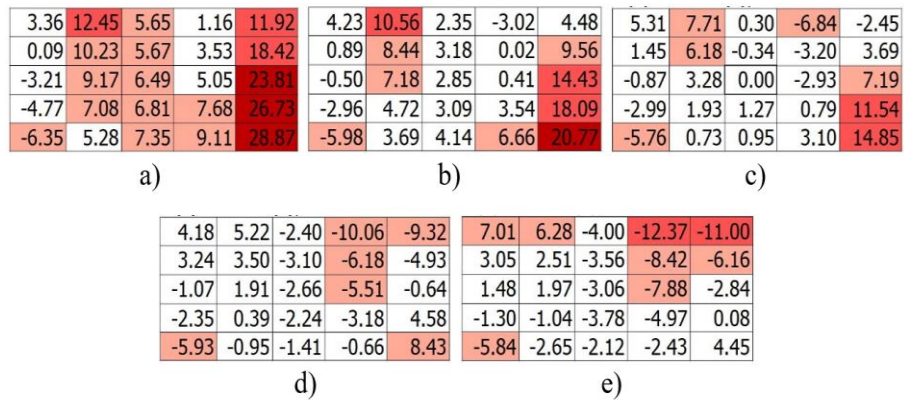 3.36 12.45 5.65 1.16 11.92
0.09 10.23 5.67 3.53 18.42
-3.21 9.17 6.49 5.05 23.81
-4.77 7.08 6.81 7.68 26.73
-6.35 5.28 7.35 9.11 28.87
a)
4.23 10.56 2.35 -3.02 4.48
0.89 8.44 3.18 0.02 9.56
-0.50 7.18 2.85 0.41 14.43
-2.96 4.72 3.09 3.54 18.09
-5.98 3.69 4.14 6.66 20.77
b)
5.31 7.71 0.30 -6.84 -2.45
1.45 6.18 -0.34 -3.20 3.69
-0.87 3.28 0.00 -2.93 7.19
-2.99 1.93 1.27 0.79 11.54
-5.76 0.73 0.95 3.10 14.85
c)
4.18 5.22 -2.40 -10.06 -9.32
3.24 3.50 -3.10 -6.18 -4.93
-1.07 1.91 -2.66 -5.51 -0.64
-2.35 0.39 -2.24 -3.18 4.58
-5.93 -0.95 -1.41 -0.66 8.43
d)
7.01 6.28 -4.00 -12.37 -11.00
3.05 2.51 -3.56 -8.42 -6.16
1.48 1.97 -3.06 -7.88 -2.84
-1.30 -1.04 -3.78 -4.97 0.08
-5.84 -2.65 -2.12 -2.43 4.45
e)